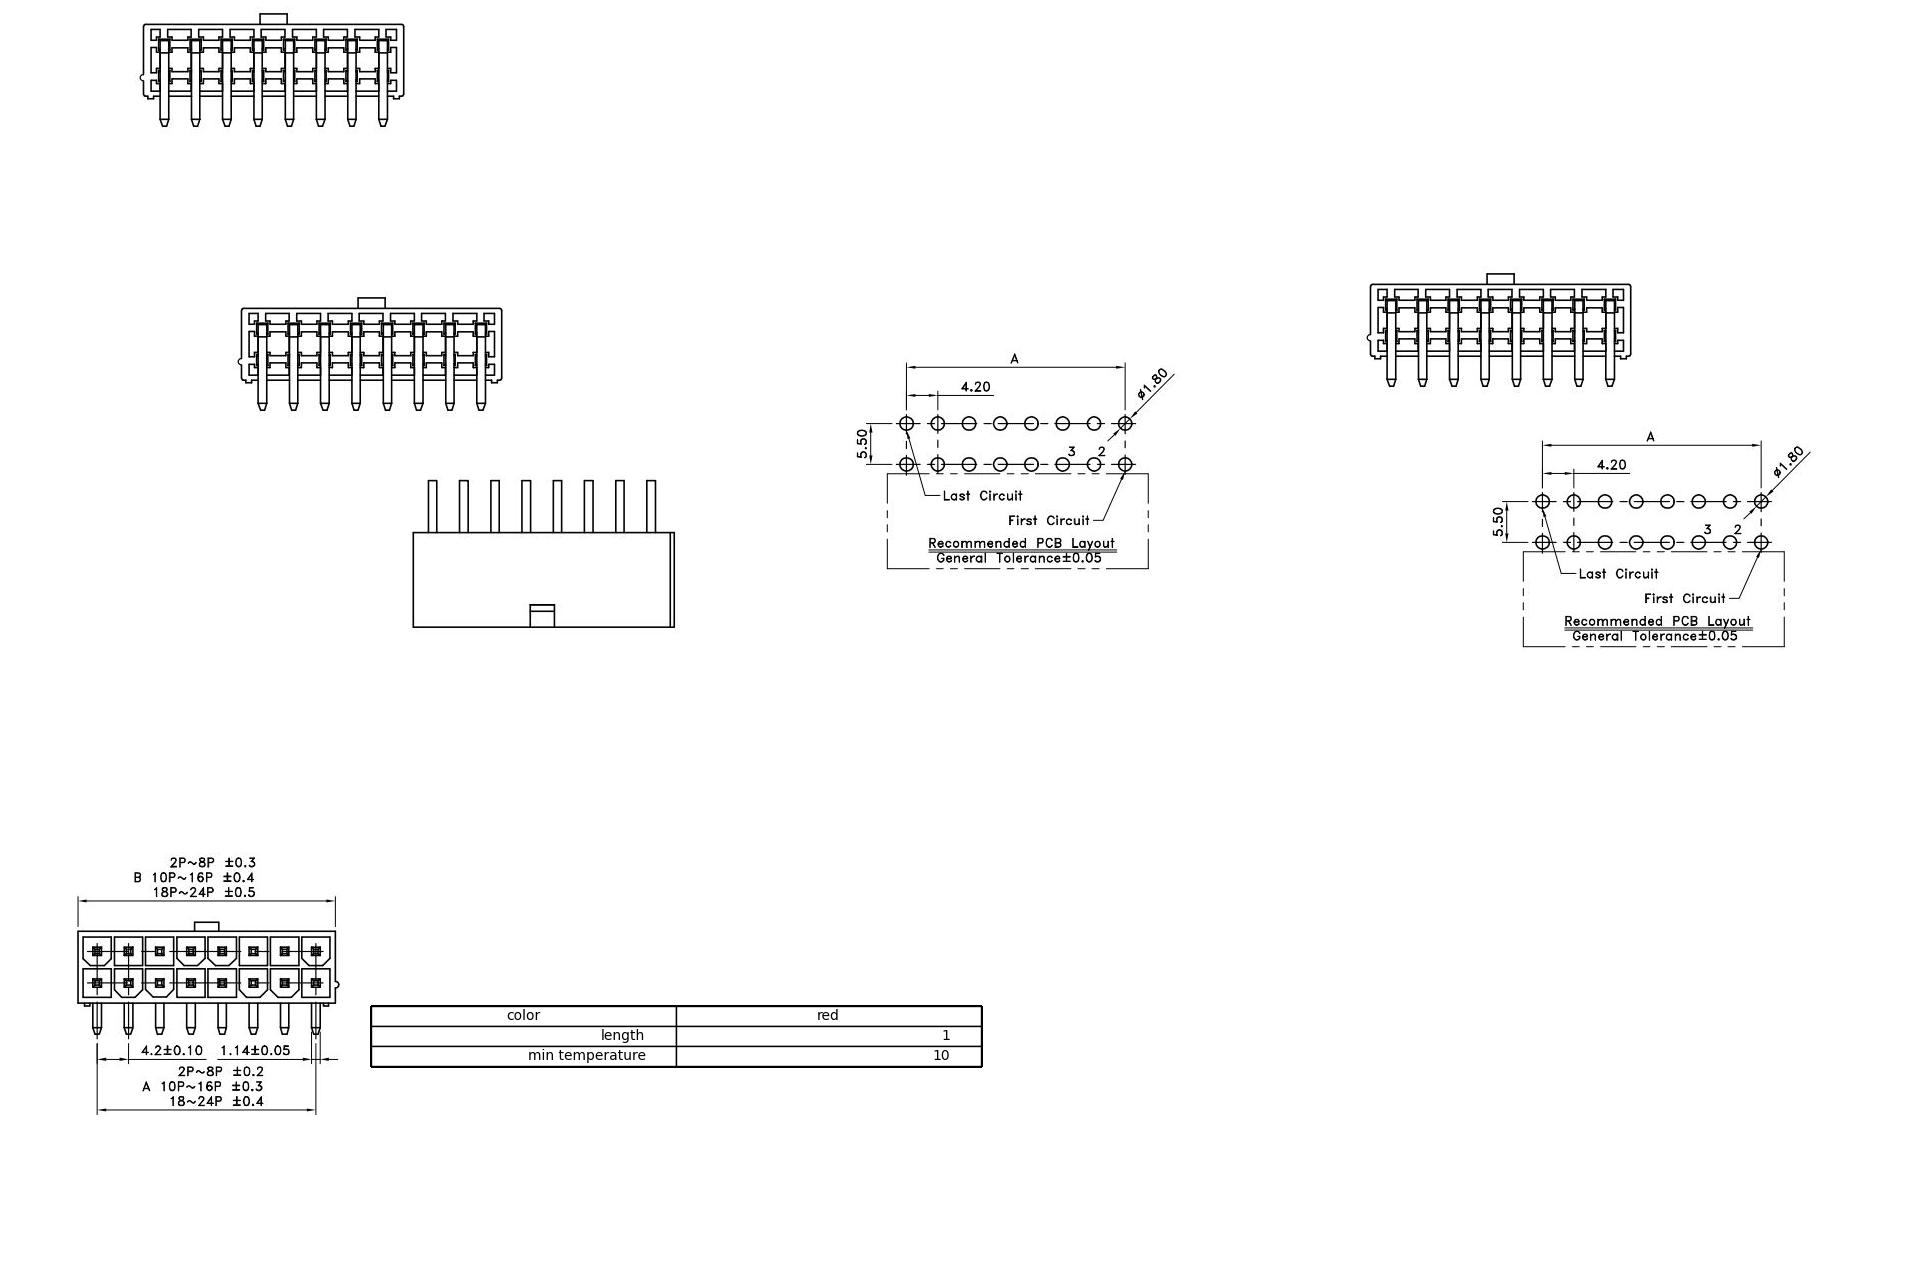 A
4.20
ø1.80
5.50
3 2
Last Circuit
First Circuit
Recommended PCB Layout
General Tolerance±0.05
A
4.20
ø1.80
5.50
3 2
Last Circuit
First Circuit
Recommended PCB Layout
General Tolerance±0.05
2P~8P ±0.3
B 10P~16P ±0.4
18P~24P ±0.5
4.2±0.10 1.14±0.05
2P~8P ±0.2
A 10P~16P ±0.3
18~24P ±0.4
color red
length 1
min temperature 10